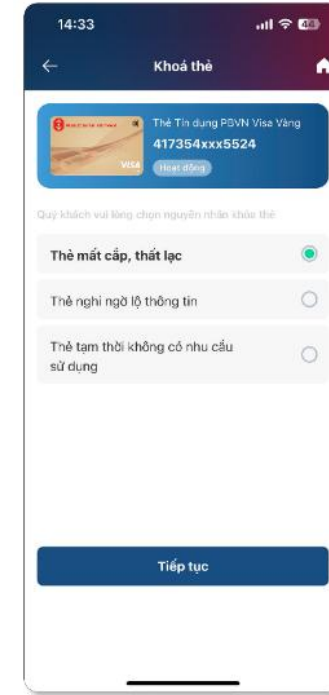 14:33
44
Khoá thẻ
Thẻ Tín dụng PBVN Visa Vàng
417354xxx5524
Hoạt động
VISA
Quý khách vui lòng chọn nguyên nhân khóa thẻ
Thẻ mất cắp, thất lạc
Thẻ nghi ngờ lộ thông tin
Thẻ tạm thời không có nhu cầu
sử dụng
Tiếp tục